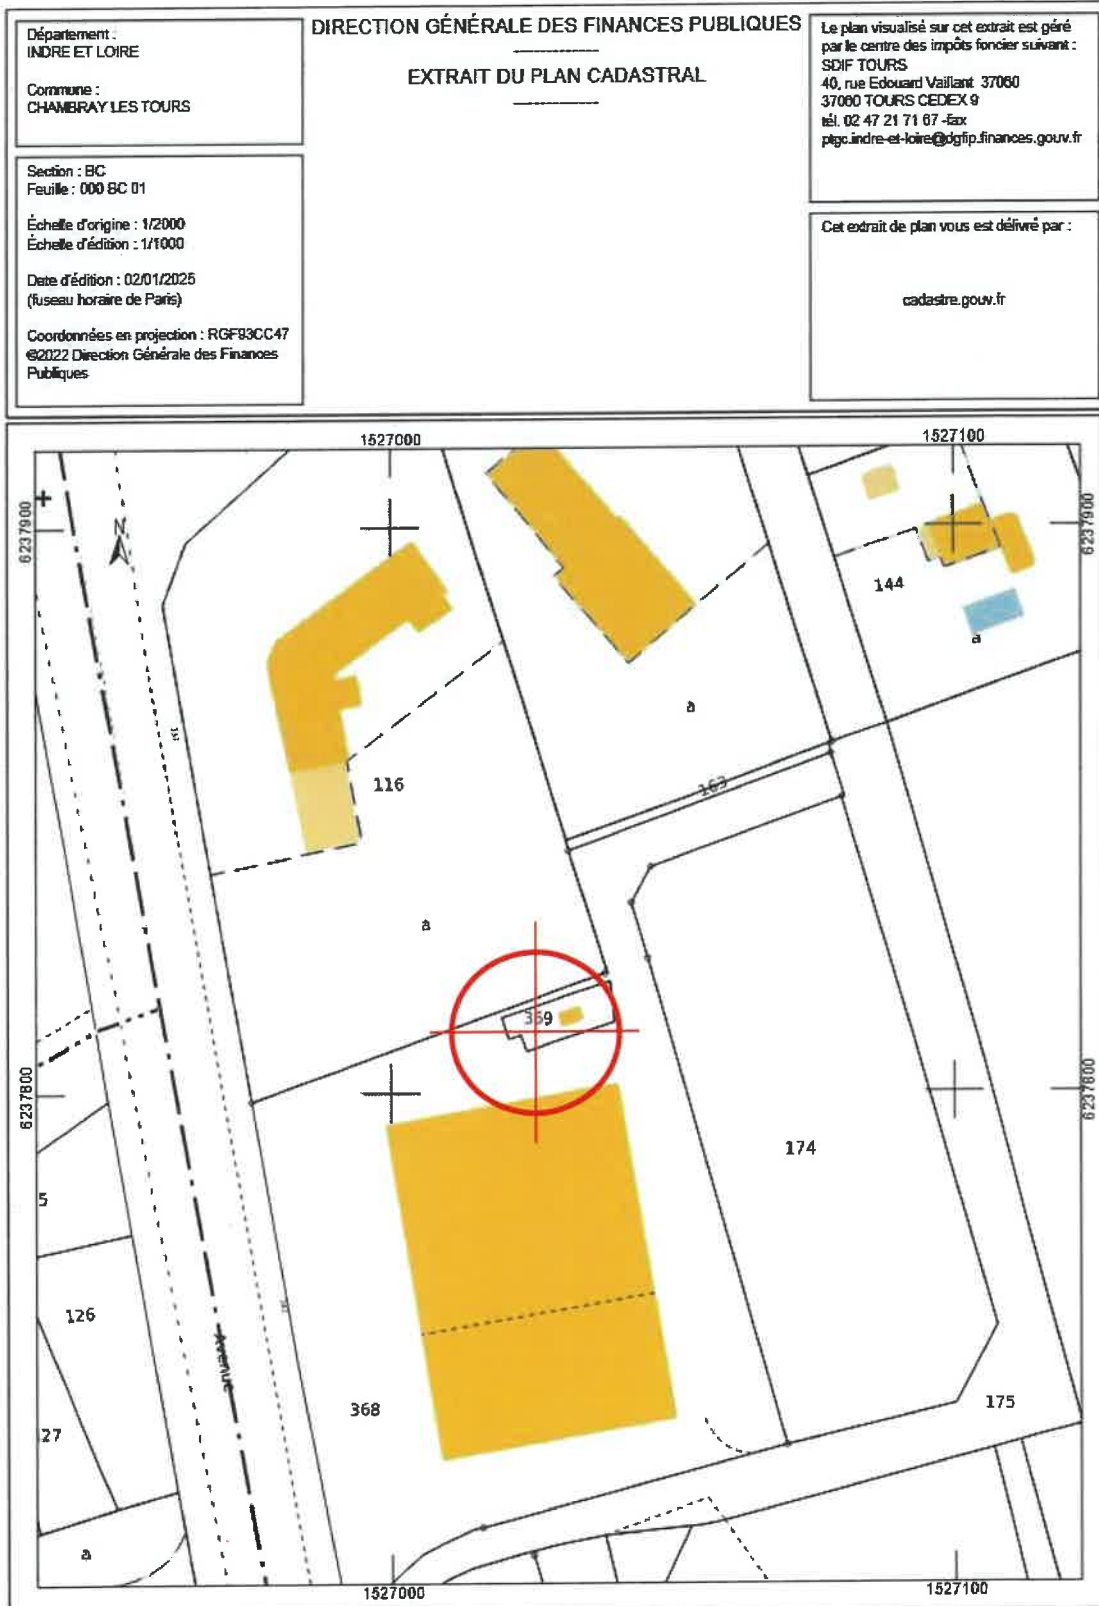 Département :
INDRE ET LOIRE
Commune :
CHAMBRAY LES TOURS
Section : BC
Feuille : 000 BC 01
Échelle d'origine : 1/2000
Échelle d'édition : 1/1000
Date d'édition : 02/01/2025
(fuseau horaire de Paris)
Coordonnées en projection : RGF93CC47
©2022 Direction Générale des Finances
Publiques
DIRECTION GÉNÉRALE DES FINANCES PUBLIQUES
EXTRAIT DU PLAN CADASTRAL
Le plan visualisé sur cet extrait est géré
par le centre des impôts foncier suivant :
SDIF TOURS
40, rue Edouard Vaillant 37060
37060 TOURS CEDEX 9
tél. 02 47 21 71 67 -fax
ptgc.indre-et-loire@dgfip.finances.gouv.fr
Cet extrait de plan vous est délivré par :
cadastre.gouv.fr
1527000
1527100
6237900
6237900
N
144
a
a
116
163
a
369
6237800
6237800
174
5
126
Avenue
368
175
27
a
1527000
1527100